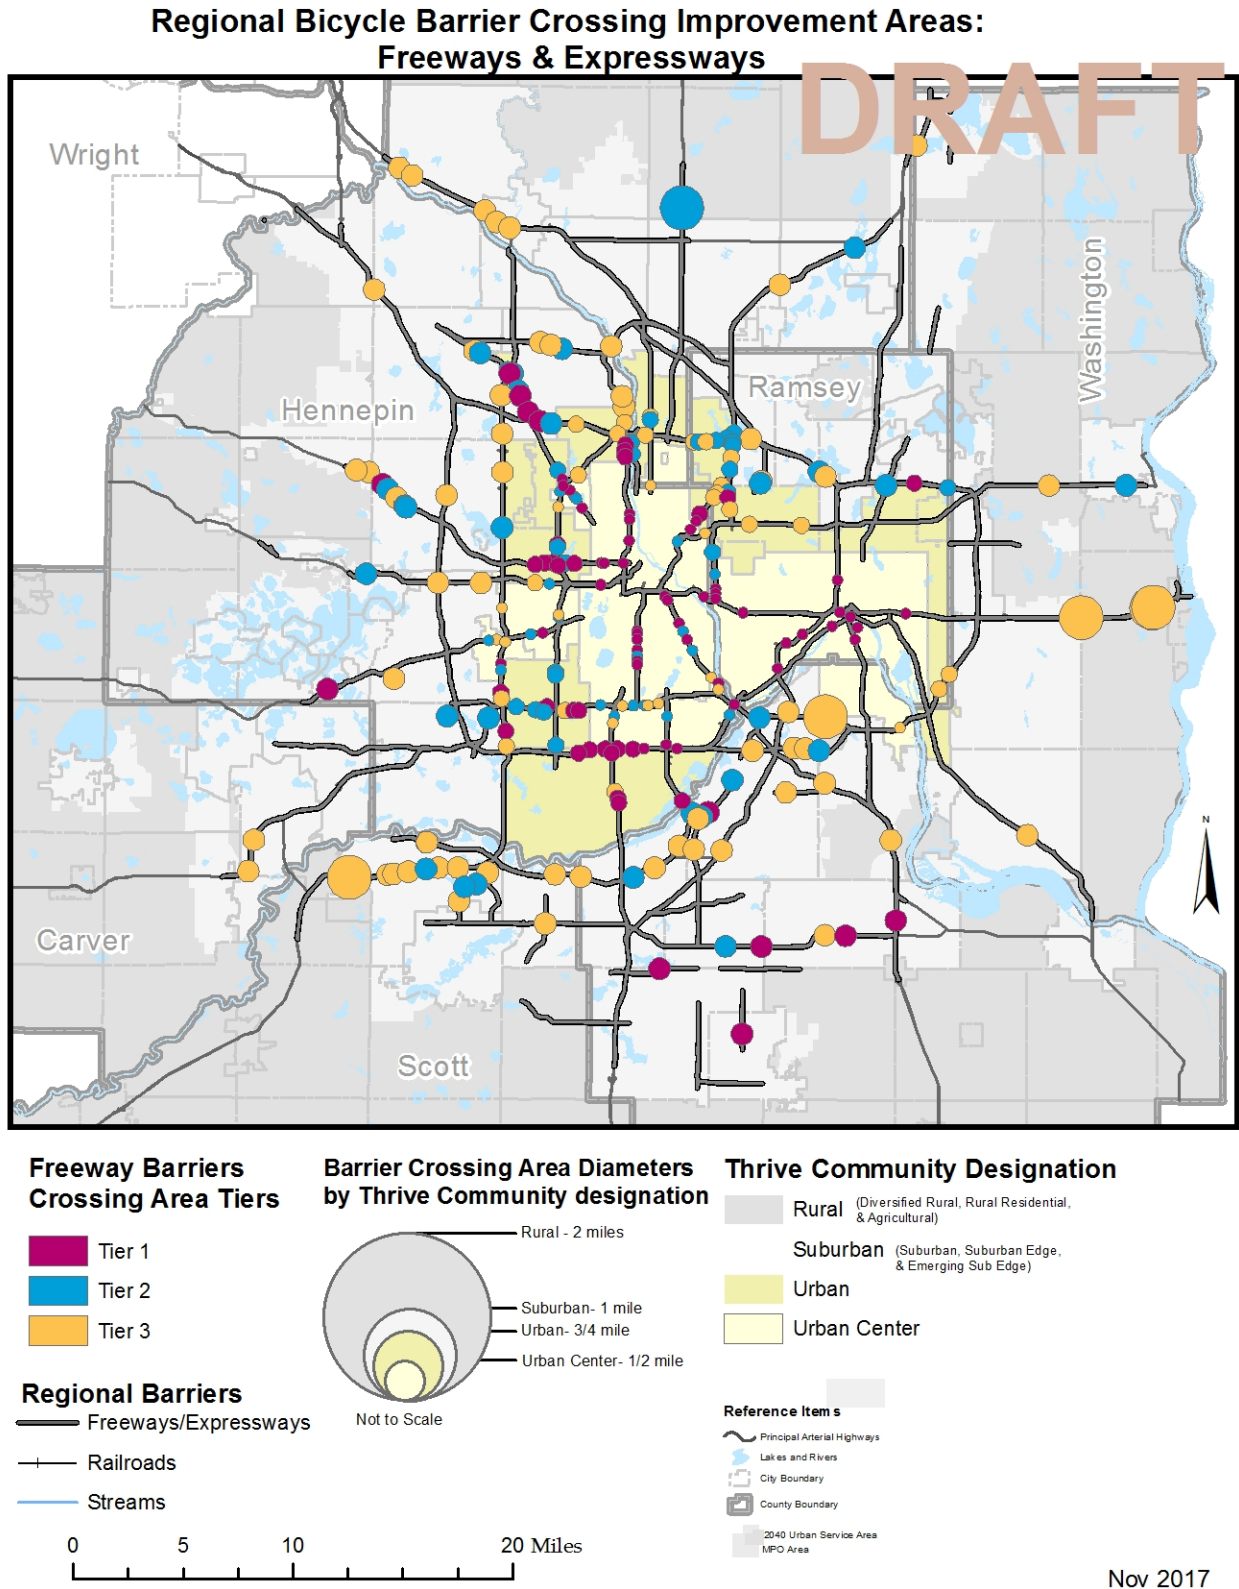 Regional Bicycle Barrier Crossing Improvement Areas:
Freeways & Expressways
DRAFT
Wright
Washington
Ramsey
Hennepin
Carver
Scott
N
Freeway Barriers
Crossing Area Tiers
Tier 1
Tier 2
Tier 3
Regional Barriers
Freeways/Expressways
Railroads
Streams
0 5 10 20 Miles
Barrier Crossing Area Diameters
by Thrive Community designation
Rural - 2 miles
Suburban- 1 mile
Urban- 3/4 mile
Urban Center- 1/2 mile
Not to Scale
Thrive Community Designation
Rural (Diversified Rural, Rural Residential,
& Agricultural)
Suburban (Suburban, Suburban Edge,
& Emerging Sub Edge)
Urban
Urban Center
Reference Items
Principal Arterial Highways
Lakes and Rivers
City Boundary
County Boundary
2040 Urban Service Area
MPO Area
Nov 2017